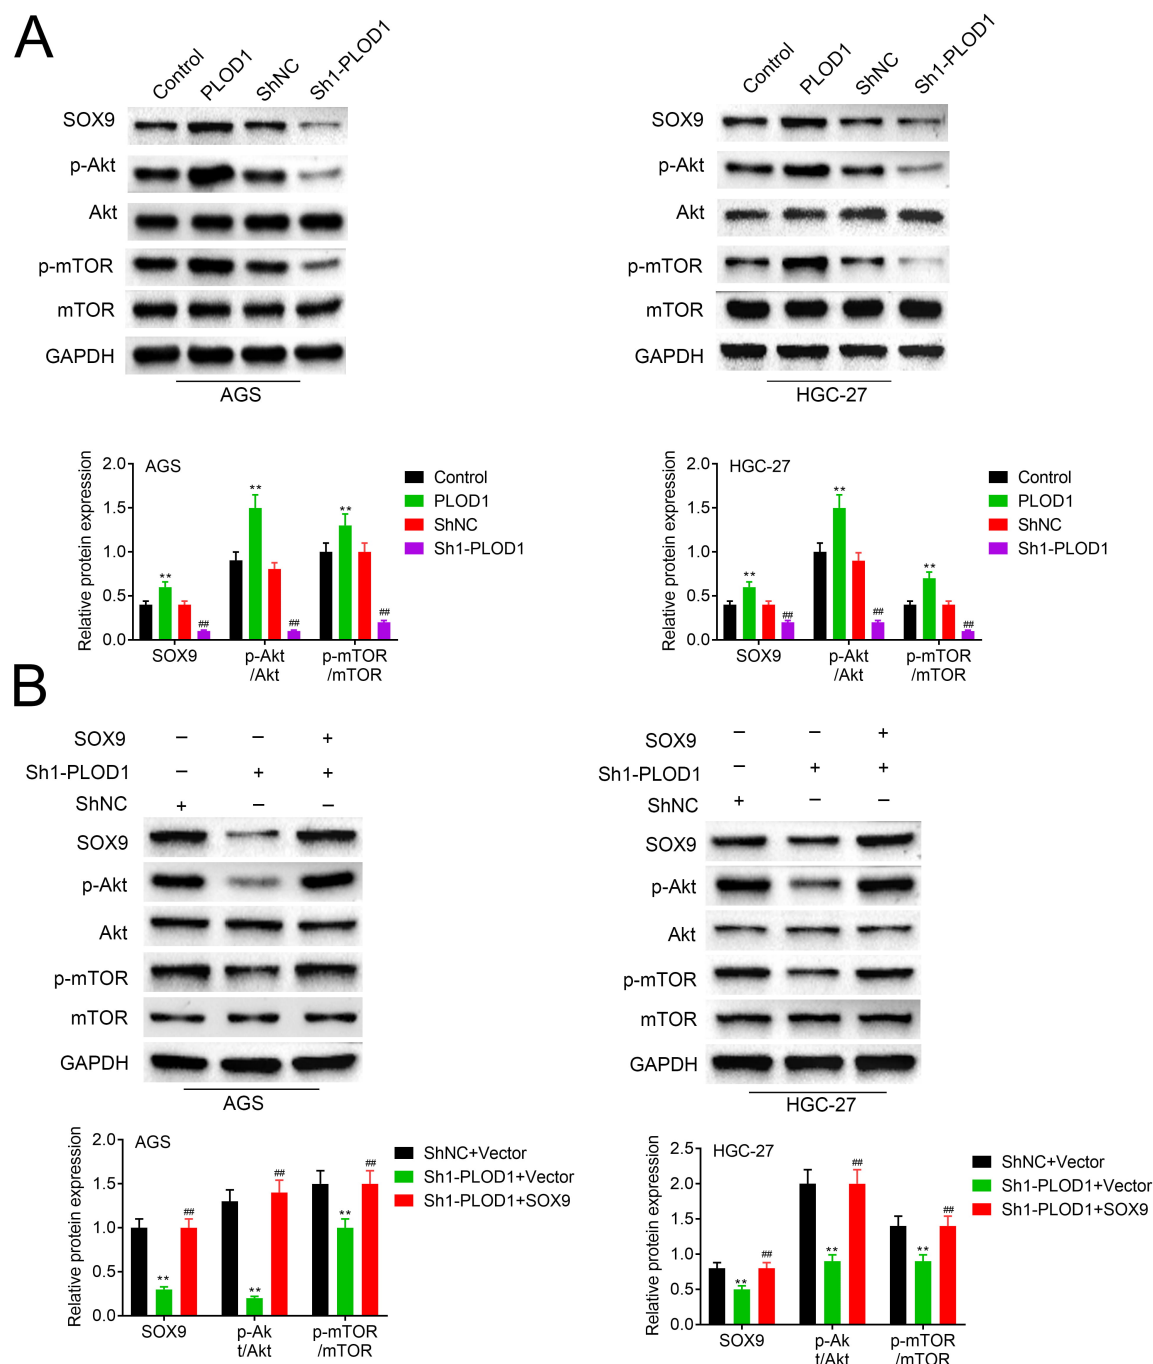 A
Control PLOD1 ShNC Sh1-PLOD1
SOX9
p-Akt
Akt
p-mTOR
mTOR
GAPDH
AGS
Control PLOD1 ShNC Sh1-PLOD1
SOX9
p-Akt
Akt
p-mTOR
mTOR
GAPDH
HGC-27
Relative protein expression
2.0
1.5
1.0
0.5
0.0
AGS
** ## ** ## ** ##
SOX9
p-Akt
/Akt
p-mTOR
/mTOR
Control
PLOD1
ShNC
Sh1-PLOD1
Relative protein expression
2.0
1.5
1.0
0.5
0.0
HGC-27
** ## ** ## ** ##
SOX9
p-Akt
/Akt
p-mTOR
/mTOR
Control
PLOD1
ShNC
Sh1-PLOD1
B
SOX9 – – +
Sh1-PLOD1 – + +
ShNC + – –
SOX9
p-Akt
Akt
p-mTOR
mTOR
GAPDH
AGS
SOX9 – – +
Sh1-PLOD1 – + +
ShNC + – –
SOX9
p-Akt
Akt
p-mTOR
mTOR
GAPDH
HGC-27
Relative protein expression
2.0
1.5
1.0
0.5
0.0
AGS
** ## ** ## ** ##
SOX9
p-Ak
t/Akt
p-mTOR
/mTOR
ShNC+Vector
Sh1-PLOD1+Vector
Sh1-PLOD1+SOX9
Relative protein expression
2.5
2.0
1.5
1.0
0.5
0.0
HGC-27
** ## ** ## ** ##
SOX9
p-Ak
t/Akt
p-mTOR
/mTOR
ShNC+Vector
Sh1-PLOD1+Vector
Sh1-PLOD1+SOX9